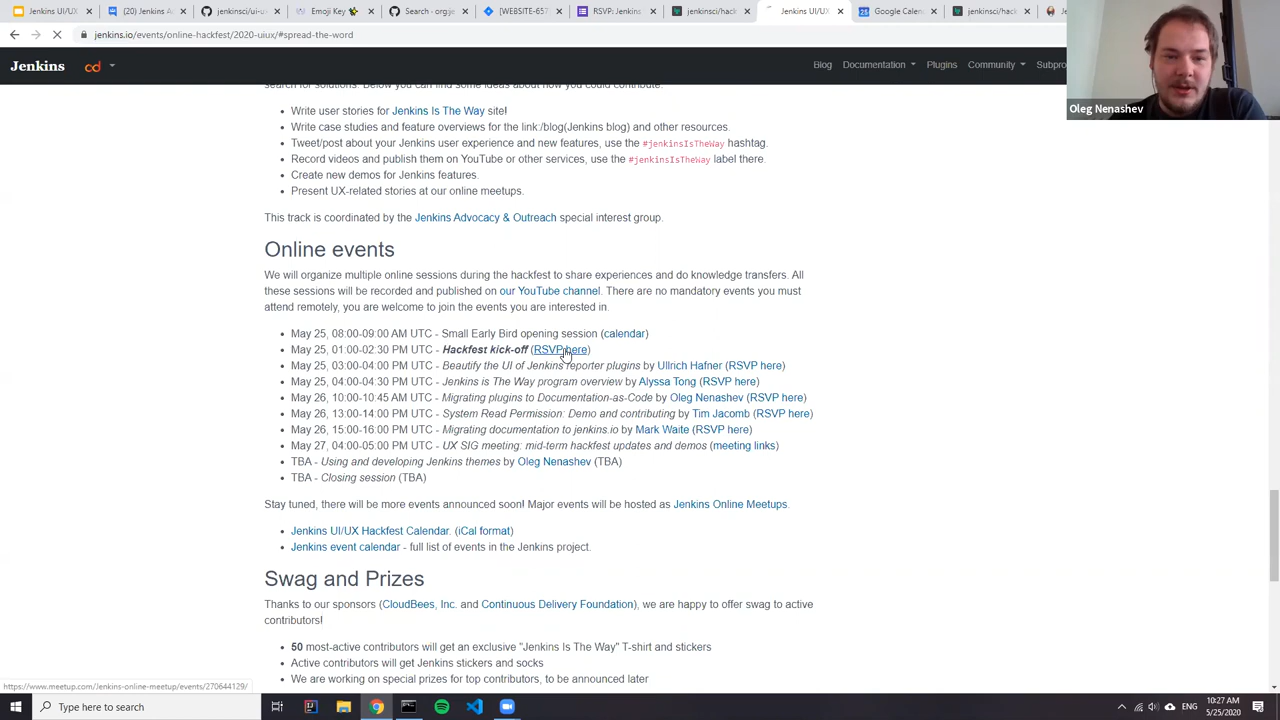 jenkinsci/ui-u
Emoji Key
Search · org:je
[WEBSITE-657
RSVP: Jenkins
jenkinsci/hack
Jenkins UI/UX
Google Calen
jenkinsci/hack
jenkins.io/events/online-hackfest/2020-uiux/#spread-the-word
Jenkins cd Blog Documentation Plugins Community Subpro
Oleg Nenashev
search for solutions. Below you can find some ideas about how you could contribute.
Write user stories for Jenkins Is The Way site!
Write case studies and feature overviews for the link:/blog(Jenkins blog) and other resources.
Tweet/post about your Jenkins user experience and new features, use the #jenkinsIsTheWay hashtag.
Record videos and publish them on YouTube or other services, use the #jenkinsIsTheWay label there.
Create new demos for Jenkins features.
Present UX-related stories at our online meetups.
This track is coordinated by the Jenkins Advocacy & Outreach special interest group.
Online events
We will organize multiple online sessions during the hackfest to share experiences and do knowledge transfers. All
these sessions will be recorded and published on our YouTube channel. There are no mandatory events you must
attend remotely, you are welcome to join the events you are interested in.
May 25, 08:00-09:00 AM UTC - Small Early Bird opening session (calendar)
May 25, 01:00-02:30 PM UTC - Hackfest kick-off (RSVP here)
May 25, 03:00-04:00 PM UTC - Beautify the UI of Jenkins reporter plugins by Ullrich Hafner (RSVP here)
May 25, 04:00-04:30 PM UTC - Jenkins is The Way program overview by Alyssa Tong (RSVP here)
May 26, 10:00-10:45 AM UTC - Migrating plugins to Documentation-as-Code by Oleg Nenashev (RSVP here)
May 26, 13:00-14:00 PM UTC - System Read Permission: Demo and contributing by Tim Jacomb (RSVP here)
May 26, 15:00-16:00 PM UTC - Migrating documentation to jenkins.io by Mark Waite (RSVP here)
May 27, 04:00-05:00 PM UTC - UX SIG meeting: mid-term hackfest updates and demos (meeting links)
TBA - Using and developing Jenkins themes by Oleg Nenashev (TBA)
TBA - Closing session (TBA)
Stay tuned, there will be more events announced soon! Major events will be hosted as Jenkins Online Meetups.
Jenkins UI/UX Hackfest Calendar. (iCal format)
Jenkins event calendar - full list of events in the Jenkins project.
Swag and Prizes
Thanks to our sponsors (CloudBees, Inc. and Continuous Delivery Foundation), we are happy to offer swag to active
contributors!
50 most-active contributors will get an exclusive "Jenkins Is The Way" T-shirt and stickers
Active contributors will get Jenkins stickers and socks
We are working on special prizes for top contributors, to be announced later
https://www.meetup.com/Jenkins-online-meetup/events/270644129/
Type here to search
10:27 AM
5/25/2020